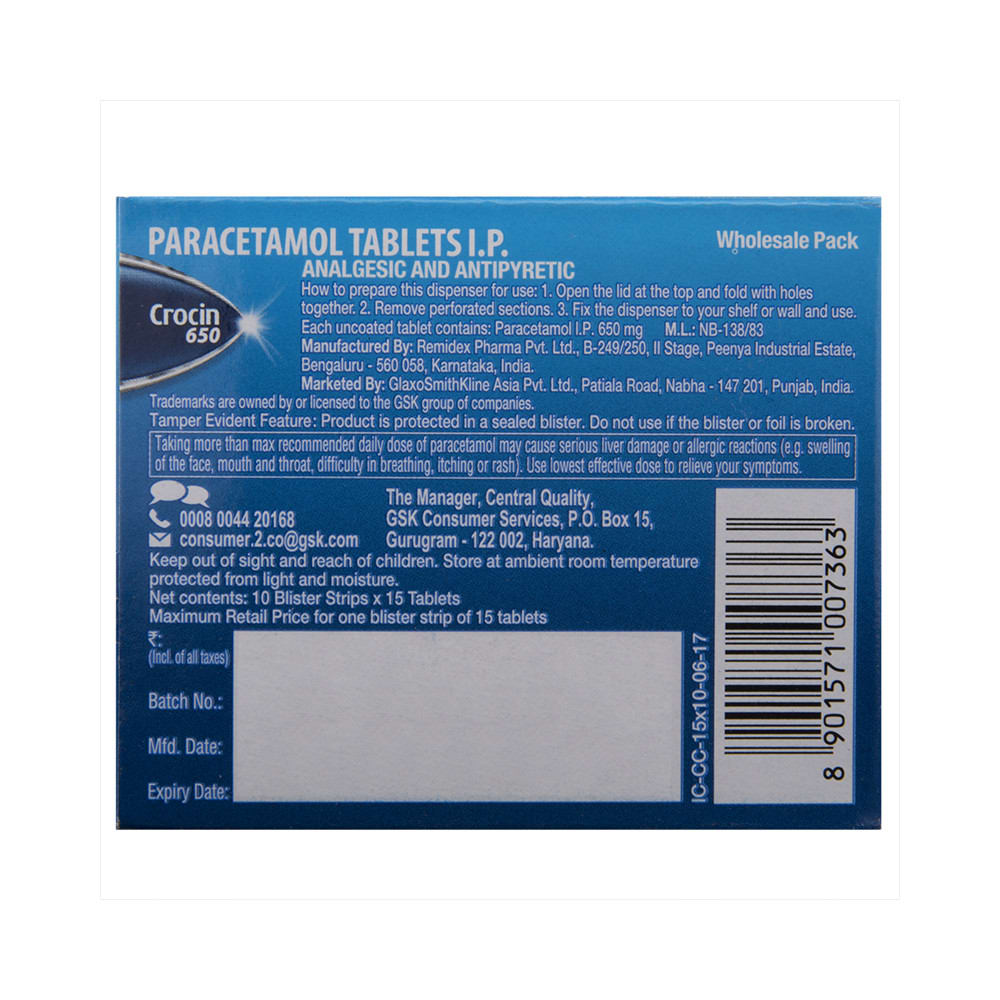 PARACETAMOL TABLETS I.P.
Wholesale Pack
ANALGESIC AND ANTIPYRETIC
Crocin
650
How to prepare this dispenser for use: 1. Open the lid at the top and fold with holes
together. 2. Remove perforated sections. 3. Fix the dispenser to your shelf or wall and use.
Each uncoated tablet contains: Paracetamol I.P. 650 mg M.L.: NB-138/83
Manufactured By: Remidex Pharma Pvt. Ltd., B-249/250, II Stage, Peenya Industrial Estate,
Bengaluru - 560 058, Karnataka, India.
Marketed By: GlaxoSmithKline Asia Pvt. Ltd., Patiala Road, Nabha - 147 201, Punjab, India.
Trademarks are owned by or licensed to the GSK group of companies.
Tamper Evident Feature: Product is protected in a sealed blister. Do not use if the blister or foil is broken.
Taking more than max recommended daily dose of paracetamol may cause serious liver damage or allergic reactions (e.g. swelling
of the face, mouth and throat, difficulty in breathing, itching or rash). Use lowest effective dose to relieve your symptoms.
0008 0044 20168
consumer.2.co@gsk.com
The Manager, Central Quality,
GSK Consumer Services, P.O. Box 15,
Gurugram - 122 002, Haryana.
Keep out of sight and reach of children. Store at ambient room temperature
protected from light and moisture.
Net contents: 10 Blister Strips x 15 Tablets
Maximum Retail Price for one blister strip of 15 tablets
₹:
(Incl. of all taxes)
Batch No.:
Mfd. Date:
Expiry Date:
IC-CC-15x10-06-17
8 901571 007363